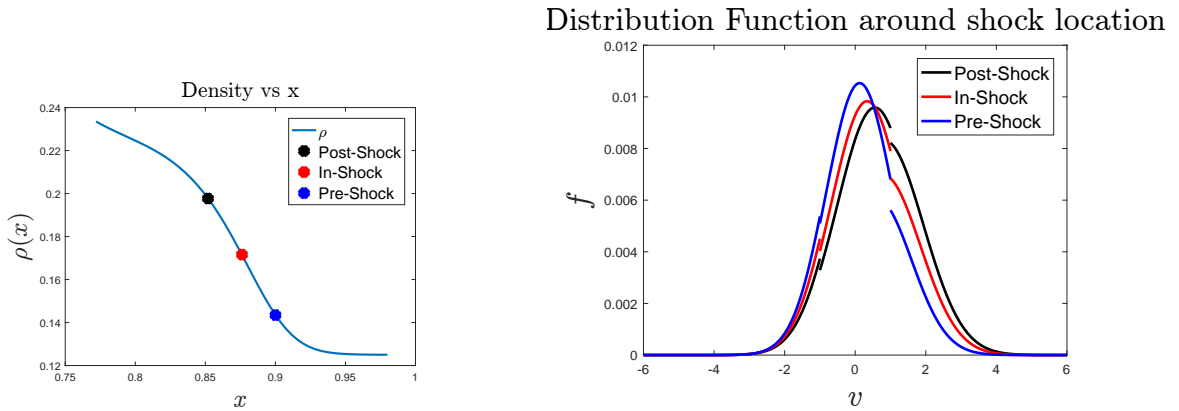 Density vs x
0.24
0.22
0.2
0.18
0.16
0.14
0.12
0.75
0.8
0.85
0.9
0.95
1
ρ(x)
x
ρ
Post-Shock
In-Shock
Pre-Shock
Distribution Function around shock location
0.012
0.01
0.008
0.006
0.004
0.002
0
-6
-4
-2
0
2
4
6
f
v
Post-Shock
In-Shock
Pre-Shock